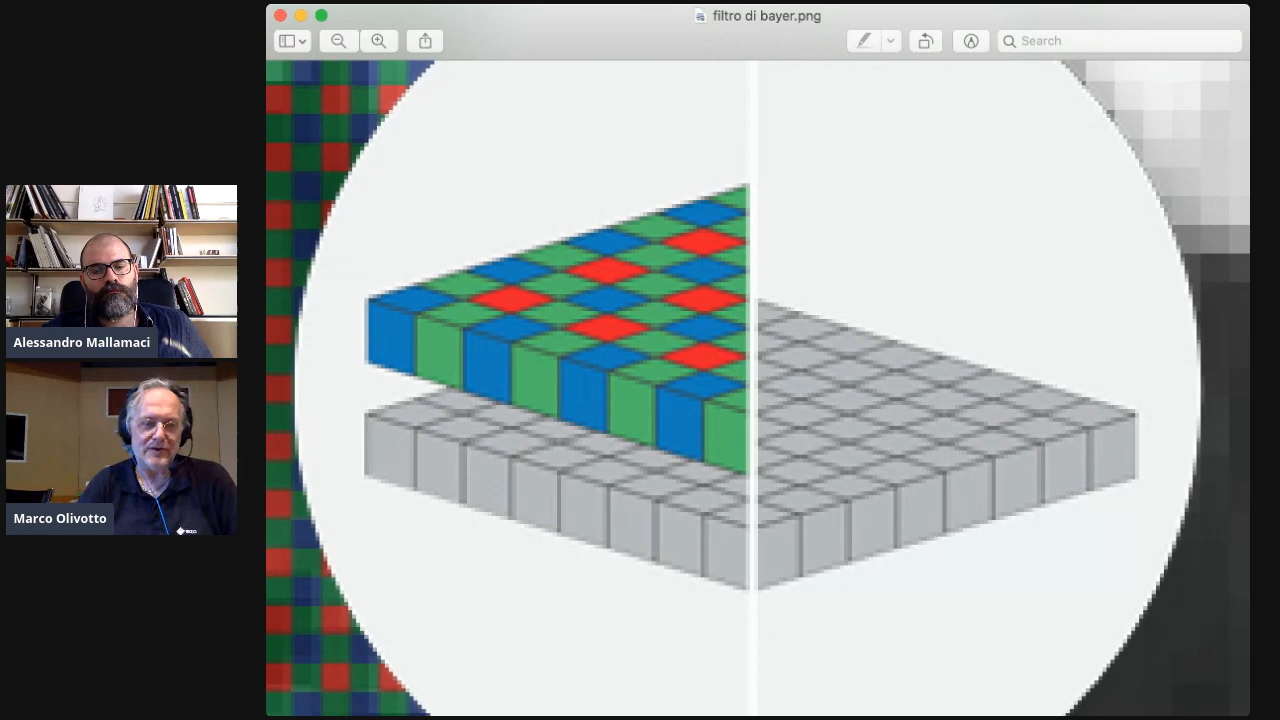 filtro di bayer.png
Search
Alessandro Mallamaci
Marco Olivotto